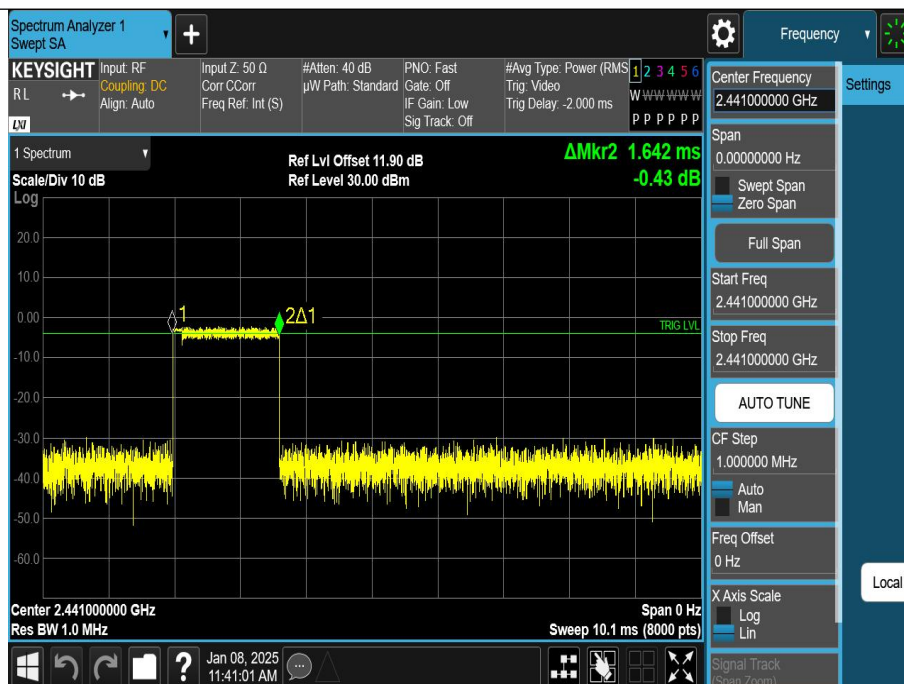 Spectrum Analyzer 1
Swept SA
+
Frequency
KEYSIGHT
RL
LXI
Input: RF
Coupling: DC
Align: Auto
Input Z: 50 Ω
Corr CCorr
Freq Ref: Int (S)
#Atten: 40 dB
µW Path: Standard
PNO: Fast
Gate: Off
IF Gain: Low
Sig Track: Off
#Avg Type: Power (RMS
Trig: Video
Trig Delay: -2.000 ms
1 2 3 4 5 6
W W W W W W
P P P P P P
1 Spectrum
Scale/Div 10 dB
Log
Ref Lvl Offset 11.90 dB
Ref Level 30.00 dBm
ΔMkr2 1.642 ms
-0.43 dB
20.0
10.0
0.00
-10.0
-20.0
-30.0
-40.0
-50.0
-60.0
1
2Δ1
TRIG LVL
Center 2.441000000 GHz
Res BW 1.0 MHz
Span 0 Hz
Sweep 10.1 ms (8000 pts)
Jan 08, 2025
11:41:01 AM
?
Center Frequency
2.441000000 GHz
Span
0.00000000 Hz
Swept Span
Zero Span
Full Span
Start Freq
2.441000000 GHz
Stop Freq
2.441000000 GHz
AUTO TUNE
CF Step
1.000000 MHz
Auto
Man
Freq Offset
0 Hz
X Axis Scale
Log
Lin
Signal Track
(Span Zoom)
Settings
Local